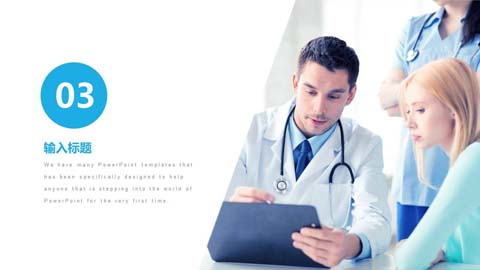 03
输入标题
We have many PowerPoint templates that
has been specifically designed to help
anyone that is stepping into the world of
PowerPoint for the very first time.